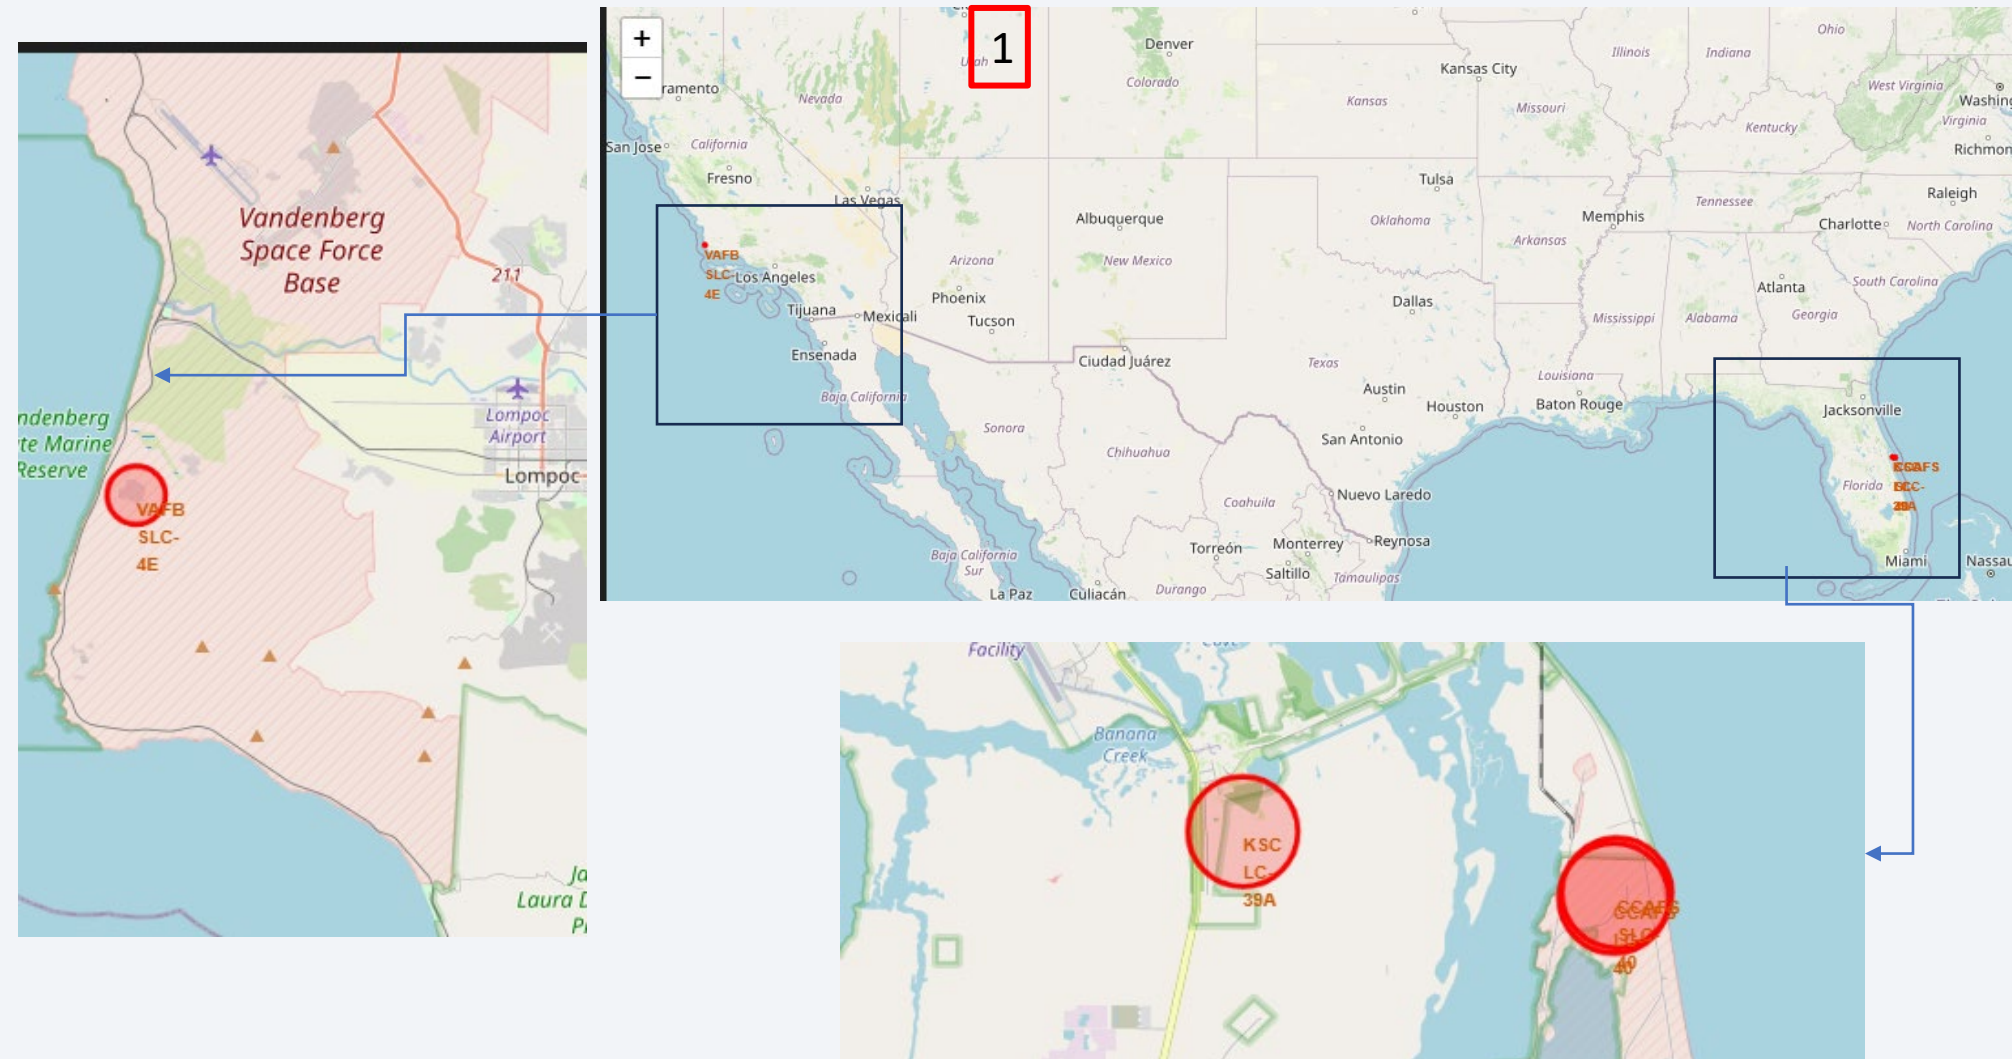 Vandenberg
Space Force
Base
211
ndenberg
te Marine
Reserve
Lompoc
Airport
Lompoc
VAFB
SLC-
4E
Laura
+
−
1
Utah
Denver
Colorado
Kansas City
Kansas
Missouri
Illinois
Indiana
Ohio
West Virginia
Virginia
Kentucky
ramento
Nevada
San Jose
California
Fresno
Las Vegas
Tulsa
Oklahoma
Albuquerque
New Mexico
Arizona
Phoenix
Tucson
Memphis
Arkansas
Tennessee
Charlotte
Raleigh
North Carolina
South Carolina
Atlanta
Georgia
Alabama
Mississippi
VAFB
SLC-
4E
Los Angeles
Tijuana
Mexicali
Ensenada
Baja California
Dallas
Texas
Ciudad Juárez
Austin
Houston
San Antonio
Louisiana
Baton Rouge
Jacksonville
Florida
Miami
Nassau
Sonora
Chihuahua
Coahuila
Nuevo Laredo
Reynosa
Monterrey
Torreón
Saltillo
Tamaulipas
Baja California
Sur
La Paz
Culiacán
Durango
Facility
Banana
Creek
KSC
LC-
39A
CCAFS
SLC-
40